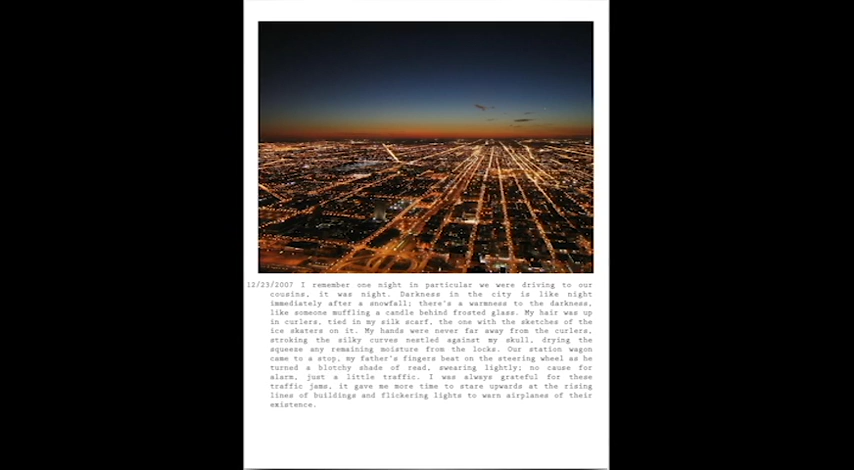 12/23/2007 I remember one night in particular we were driving to our
cousins, it was night. Darkness in the city is like night
immediately after a snowfall; there's a warmness to the darkness,
like someone muffling a candle behind frosted glass. My hair was up
in curlers, tied in my silk scarf, the one with the sketches of the
ice skaters on it. My hands were never far away from the curlers,
stroking the silky curves nestled against my skull, drying the
squeeze any remaining moisture from the locks. Our station wagon
came to a stop, my father's fingers beat on the steering wheel as he
turned a blotchy shade of read, swearing lightly; no cause for
alarm, just a little traffic. I was always grateful for these
traffic jams, it gave me more time to stare upwards at the rising
lines of buildings and flickering lights to warn airplanes of their
existence.